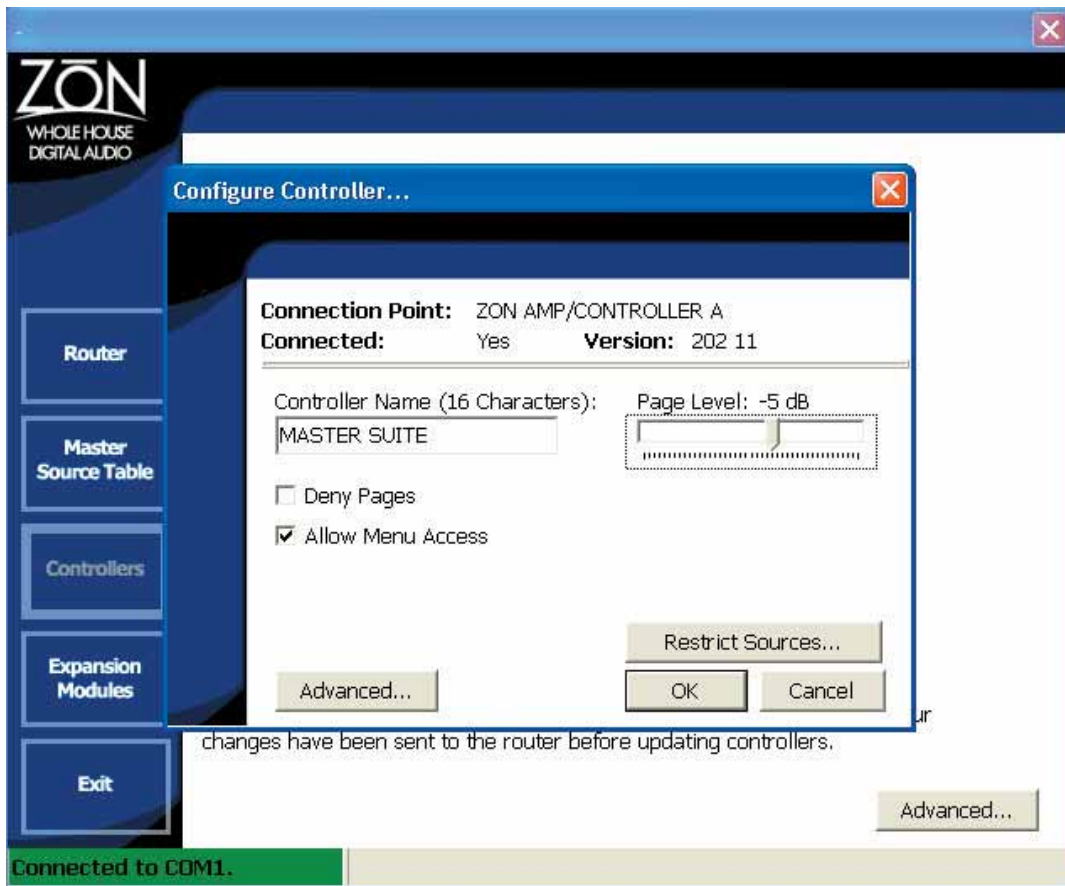 ZŌN
WHOLE HOUSE
DIGITAL AUDIO
Configure Controller...
Connection Point: ZON AMP/CONTROLLER A
Connected: Yes Version: 202 11
Controller Name (16 Characters): Page Level: -5 dB
MASTER SUITE
Deny Pages
Allow Menu Access
Restrict Sources...
Advanced... OK Cancel
Router
Master
Source Table
Controllers
Expansion
Modules
Exit
ur
changes have been sent to the router before updating controllers.
Advanced...
Connected to COM1.